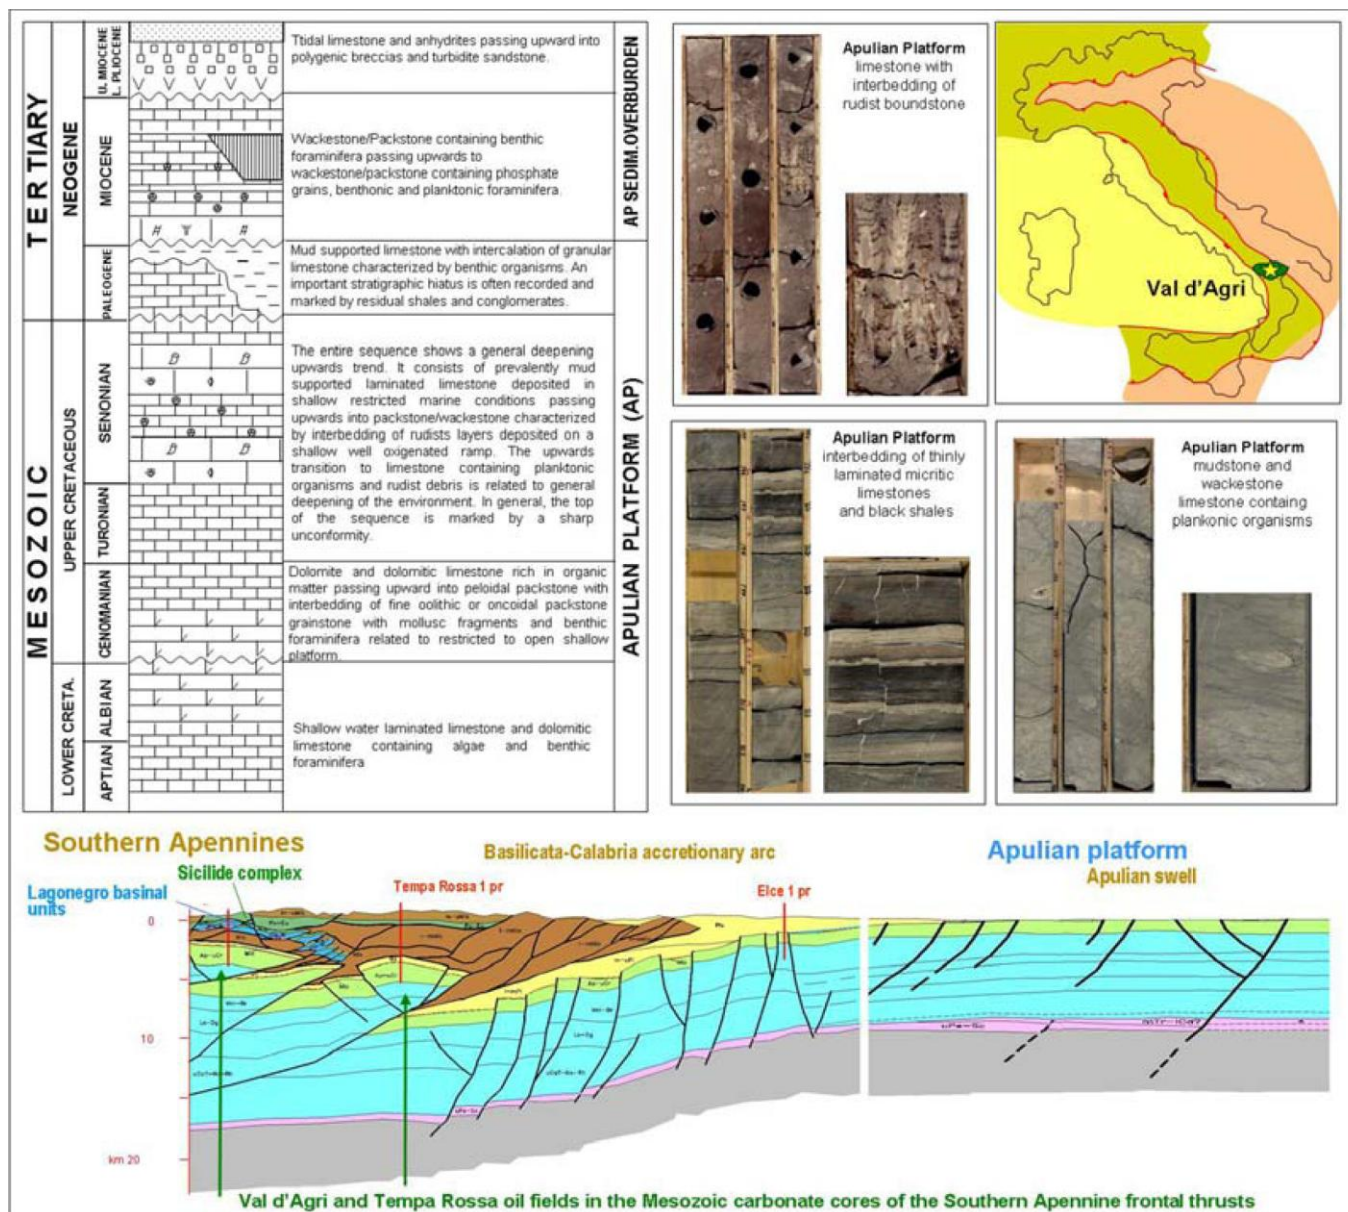 TERTIARY
NEOGENE
U. MIOCENE
L. PLIOCENE
Ttidal limestone and anhydrites passing upward into
polygenic breccias and turbidite sandstone.
MIOCENE
Wackestone/Packstone containing benthic
foraminifera passing upwards to
wackestone/packstone containing phosphate
grains, benthonic and planktonic foraminifera.
AP SEDIM.OVERBURDEN
PALEOGENE
Mud supported limestone with intercalation of granular
limestone characterized by benthic organisms. An
important stratigraphic hiatus is often recorded and
marked by residual shales and conglomerates.
MESOZOIC
UPPER CRETACEOUS
SENONIAN
TURONIAN
The entire sequence shows a general deepening
upwards trend. It consists of prevalently mud
supported laminated limestone deposited in
shallow restricted marine conditions passing
upwards into packstone/wackestone characterized
by interbedding of rudists layers deposited on a
shallow well oxigenated ramp. The upwards
transition to limestone containing planktonic
organisms and rudist debris is related to general
deepening of the environment. In general, the top
of the sequence is marked by a sharp
unconformity.
CENOMANIAN
Dolomite and dolomitic limestone rich in organic
matter passing upward into peloidal packstone with
interbedding of fine oolithic or oncoidal packstone
grainstone with mollusc fragments and benthic
foraminifera related to restricted to open shallow
platform.
APULIAN PLATFORM (AP)
LOWER CRETA.
ALBIAN
APTIAN
Shallow water laminated limestone and dolomitic
limestone containing algae and benthic
foraminifera
Apulian Platform
limestone with
interbedding of
rudist boundstone
Val d'Agri
Apulian Platform
interbedding of thinly
laminated micritic
limestones
and black shales
Apulian Platform
mudstone and
wackestone
limestone containg
plankonic organisms
Southern Apennines
Sicilide complex
Lagonegro basinal
units
Basilicata-Calabria accretionary arc
Tempa Rossa 1 pr
Elce 1 pr
Apulian platform
Apulian swell
0
10
km 20
Val d'Agri and Tempa Rossa oil fields in the Mesozoic carbonate cores of the Southern Apennine frontal thrusts